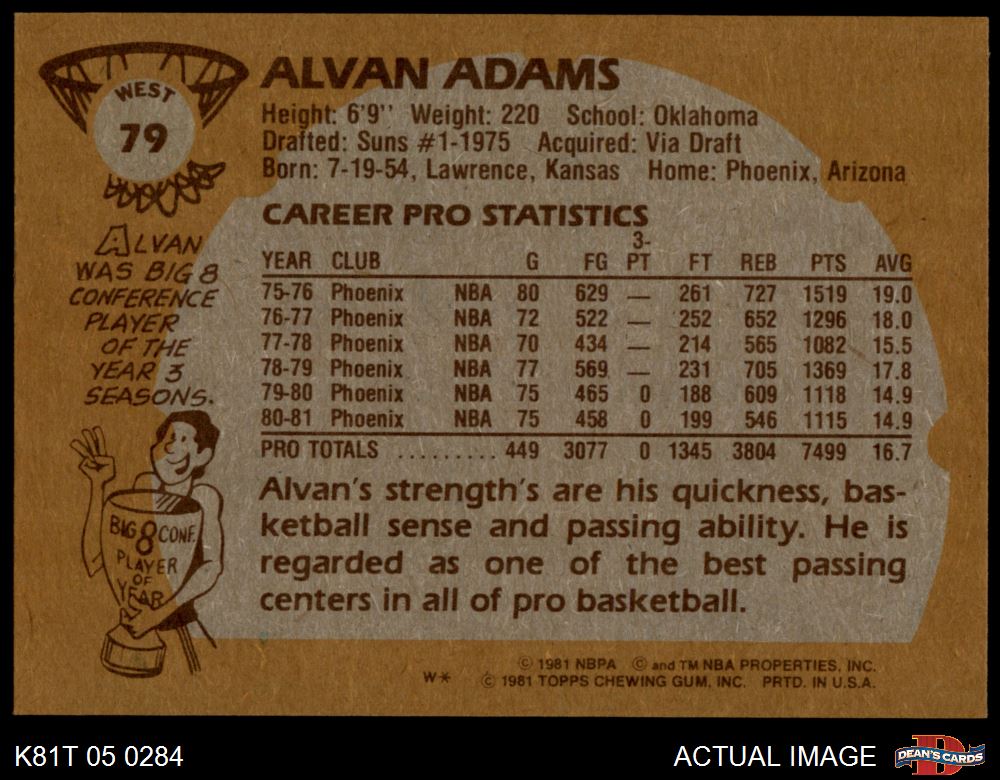 WEST
79
ALVAN ADAMS
Height: 6'9'' Weight: 220 School: Oklahoma
Drafted: Suns #1-1975 Acquired: Via Draft
Born: 7-19-54, Lawrence, Kansas Home: Phoenix, Arizona
CAREER PRO STATISTICS
YEAR CLUB G FG 3-PT FT REB PTS AVG
75-76 Phoenix NBA 80 629 — 261 727 1519 19.0
76-77 Phoenix NBA 72 522 — 252 652 1296 18.0
77-78 Phoenix NBA 70 434 — 214 565 1082 15.5
78-79 Phoenix NBA 77 569 — 231 705 1369 17.8
79-80 Phoenix NBA 75 465 0 188 609 1118 14.9
80-81 Phoenix NBA 75 458 0 199 546 1115 14.9
PRO TOTALS ......... 449 3077 0 1345 3804 7499 16.7
Alvan's strength's are his quickness, bas-
ketball sense and passing ability. He is
regarded as one of the best passing
centers in all of pro basketball.
ALVAN
WAS BIG 8
CONFERENCE
PLAYER
OF THE
YEAR 3
SEASONS.
BIG 8 CONF.
PLAYER
OF
YEAR
W* © 1981 NBPA © and TM NBA PROPERTIES, INC.
© 1981 TOPPS CHEWING GUM, INC. PRTD. IN U.S.A.
K81T 05 0284
ACTUAL IMAGE
DEAN'S CARDS